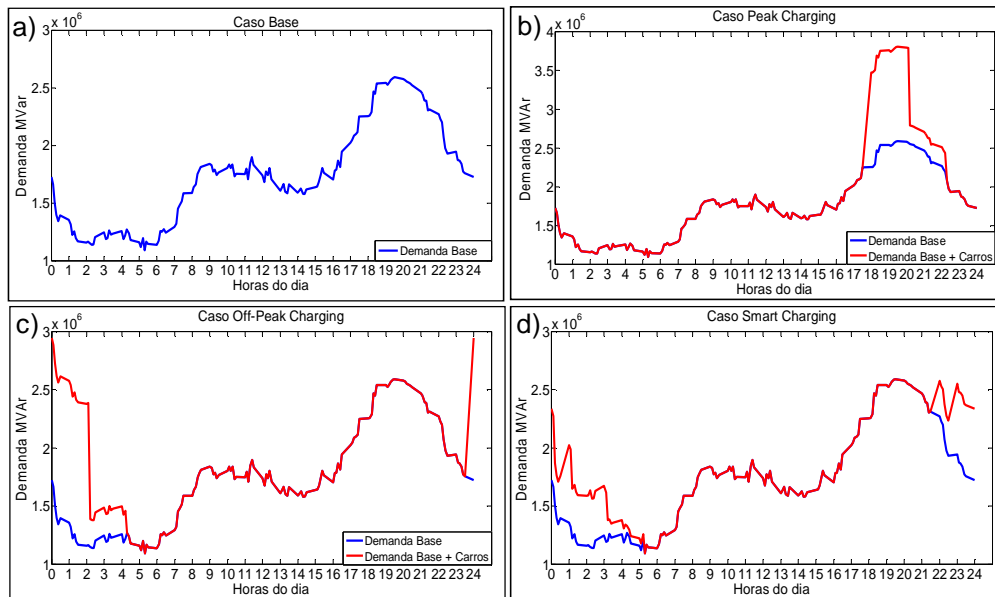 a)
Caso Base
x 10^6
3
2.5
2
1.5
1
Demanda MVar
0 1 2 3 4 5 6 7 8 9 10 11 12 13 14 15 16 17 18 19 20 21 22 23 24
Horas do dia
Demanda Base
b)
Caso Peak Charging
x 10^6
4
3.5
3
2.5
2
1.5
1
Demanda MVar
0 1 2 3 4 5 6 7 8 9 10 11 12 13 14 15 16 17 18 19 20 21 22 23 24
Horas do dia
Demanda Base
Demanda Base + Carros
c)
Caso Off-Peak Charging
x 10^6
3
2.5
2
1.5
1
Demanda MVar
0 1 2 3 4 5 6 7 8 9 10 11 12 13 14 15 16 17 18 19 20 21 22 23 24
Horas do dia
Demanda Base
Demanda Base + Carros
d)
Caso Smart Charging
x 10^6
3
2.5
2
1.5
1
Demanda MVar
0 1 2 3 4 5 6 7 8 9 10 11 12 13 14 15 16 17 18 19 20 21 22 23 24
Horas do dia
Demanda Base
Demanda Base + Carros